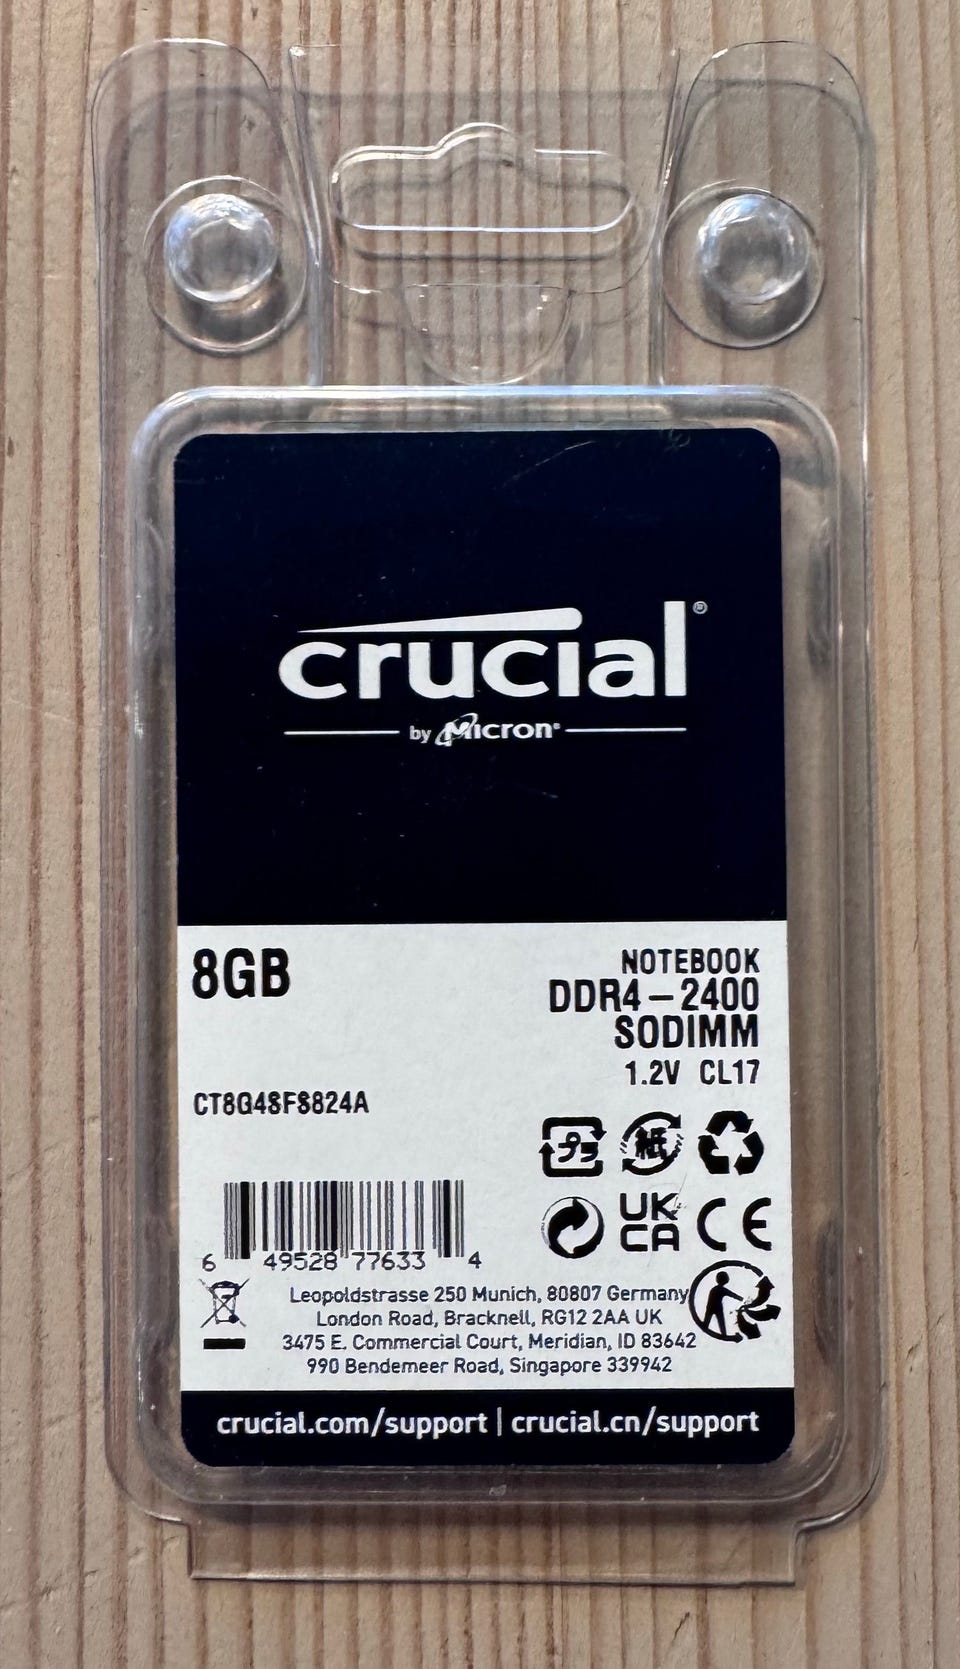 crucial®
by Micron®
8GB
NOTEBOOK
DDR4-2400
SODIMM
1.2V CL17
CT8G4SFS824A
プラ
紙
UK
CA
CE
6 49528 77633 4
Leopoldstrasse 250 Munich, 80807 Germany
London Road, Bracknell, RG12 2AA UK
3475 E. Commercial Court, Meridian, ID 83642
990 Bendemeer Road, Singapore 339942
crucial.com/support | crucial.cn/support